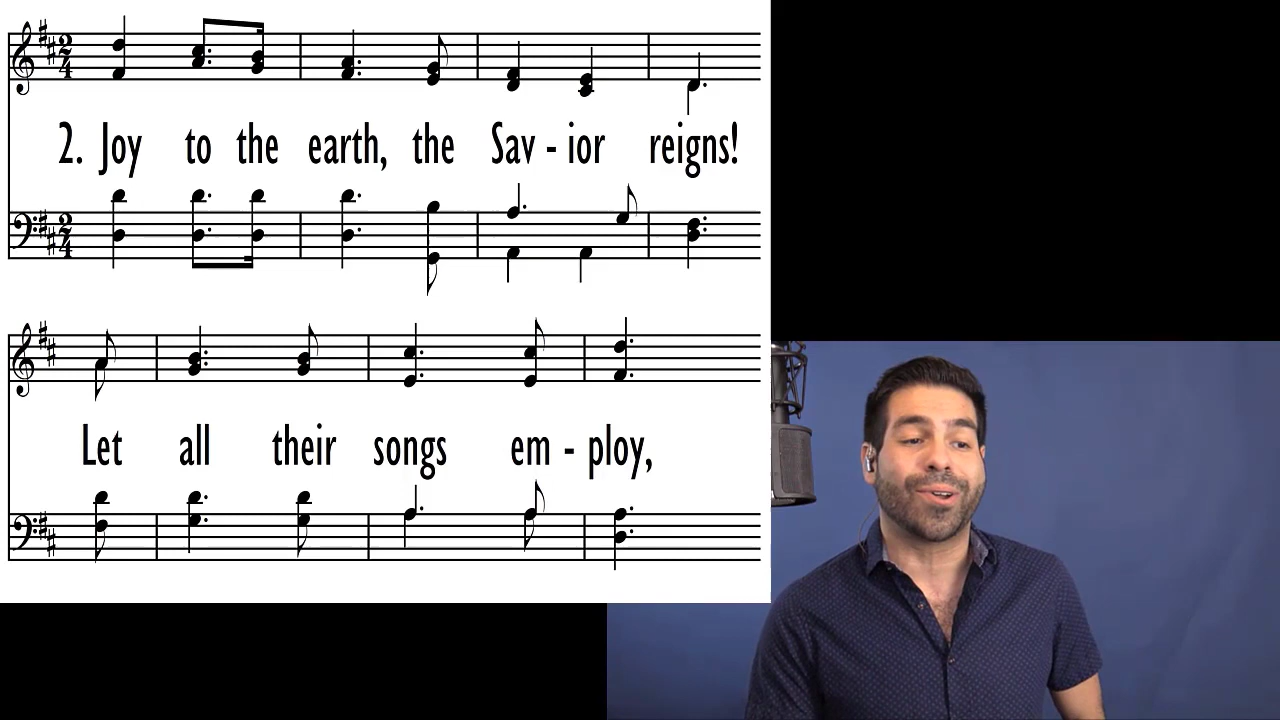 2. Joy to the earth, the Sav - ior reigns!
Let all their songs em - ploy,